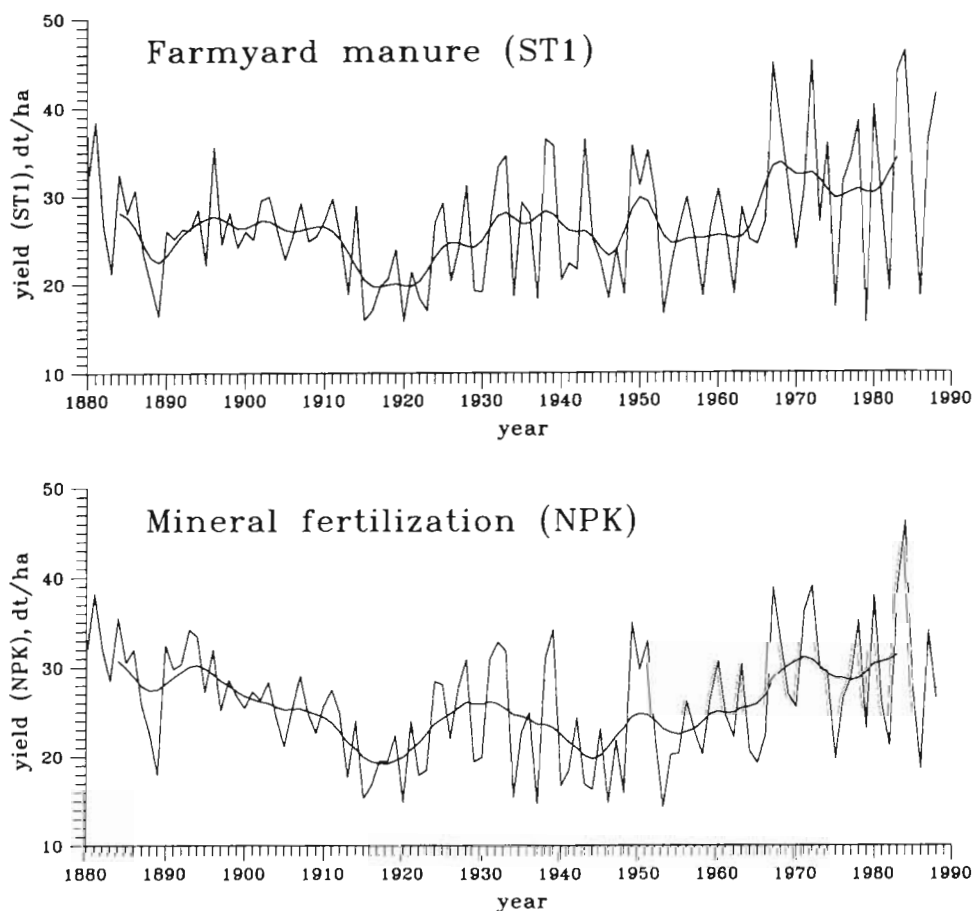 Farmyard manure (ST1)
yield (ST1), dt/ha
50
40
30
20
10
1880 1890 1900 1910 1920 1930 1940 1950 1960 1970 1980 1990
year
Mineral fertilization (NPK)
yield (NPK), dt/ha
50
40
30
20
10
1880 1890 1900 1910 1920 1930 1940 1950 1960 1970 1980 1990
year